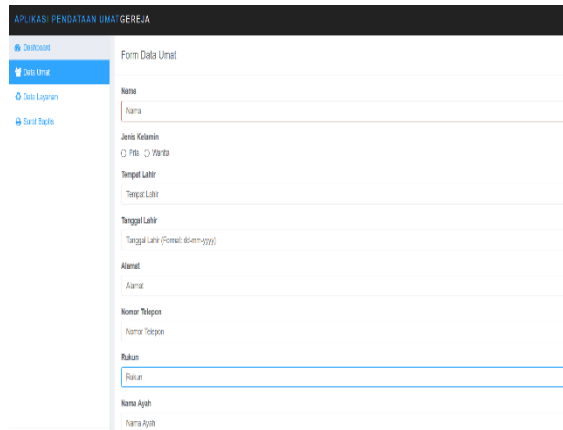 APLIKASI PENDATAAN UMATGEREJA
Dashboard
Data Umat
Data Layanan
Surat Baptis
Form Data Umat
Nama
Nama
Jenis Kelamin
Pria Wanita
Tempat Lahir
Tempat Lahir
Tanggal Lahir
Tanggal Lahir (Format: dd-mm-yyyy)
Alamat
Alamat
Nomor Telepon
Nomor Telepon
Rukun
Rukun
Nama Ayah
Nama Ayah